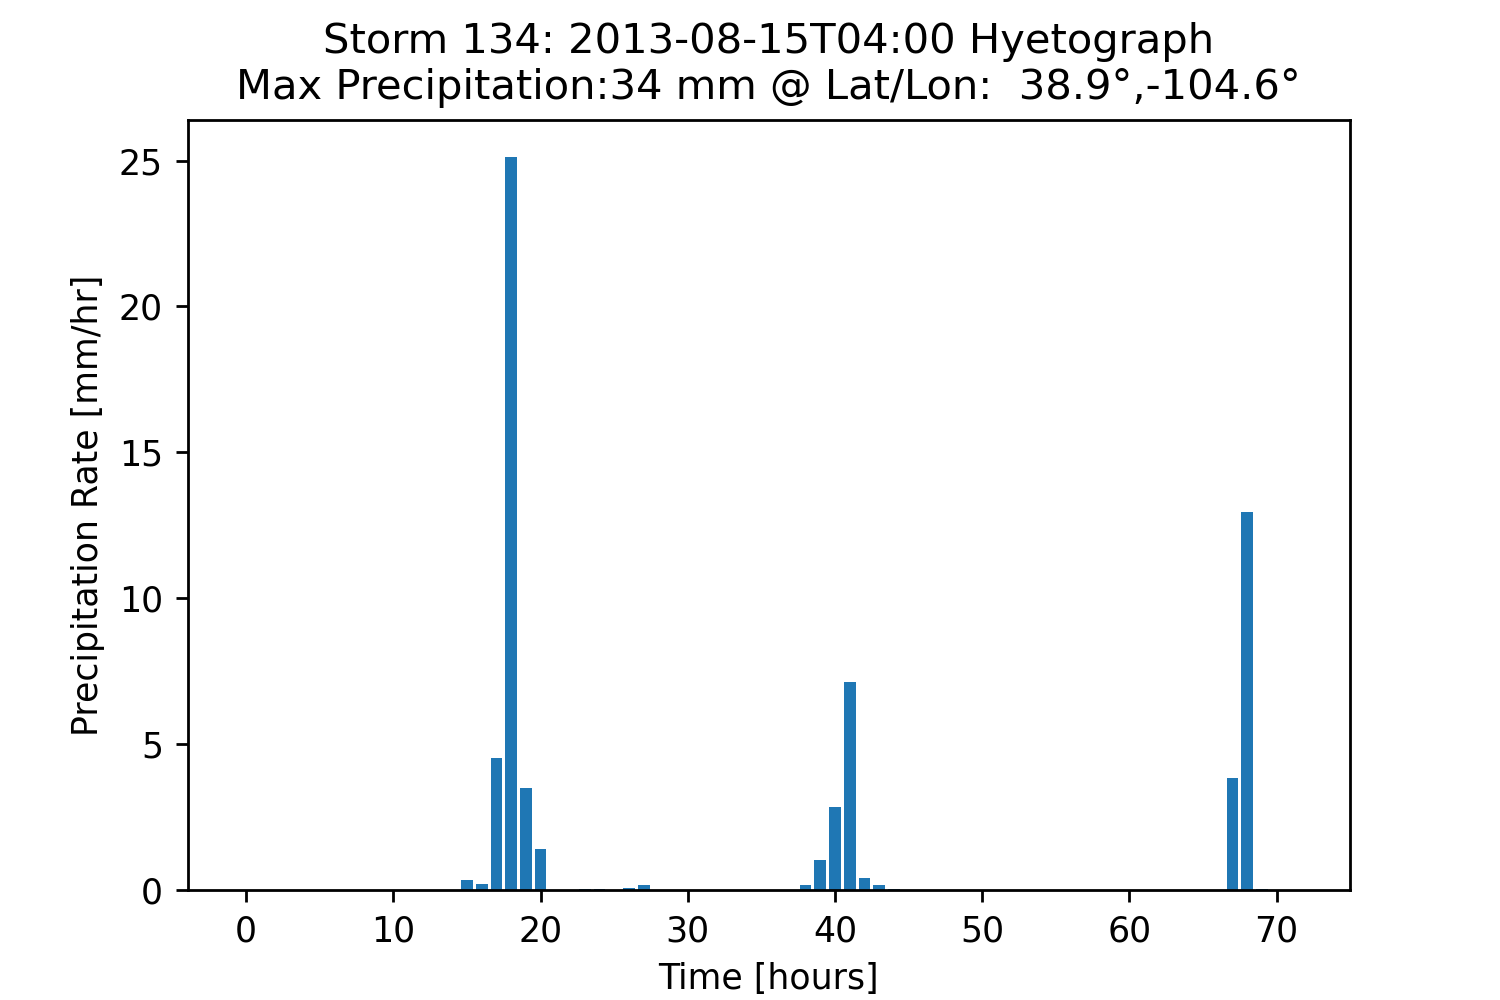 Storm 134: 2013-08-15T04:00 Hyetograph
Max Precipitation:34 mm @ Lat/Lon:  38.9°,-104.6°
25
20
15
10
5
0
Precipitation Rate [mm/hr]
0 10 20 30 40 50 60 70
Time [hours]